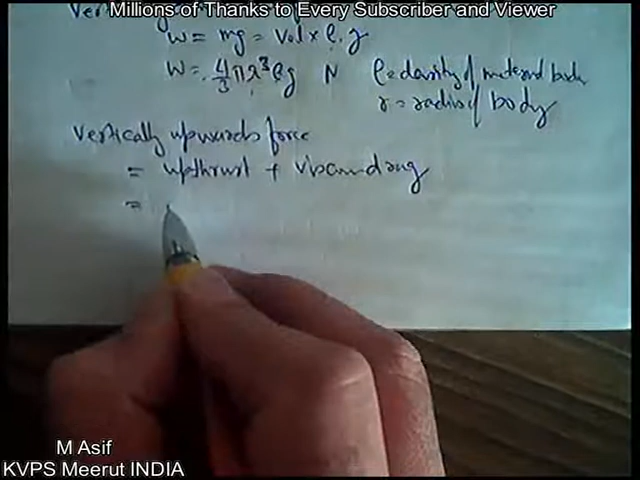 Millions of Thanks to Every Subscriber and Viewer
Ver
W = mg = Vol × ρ. g
W = 4/3 πr³ρg N ρ = density of material body
r = radius of body
Vertically upwards force
= upthrust + viscous drag
=
M Asif
KVPS Meerut INDIA